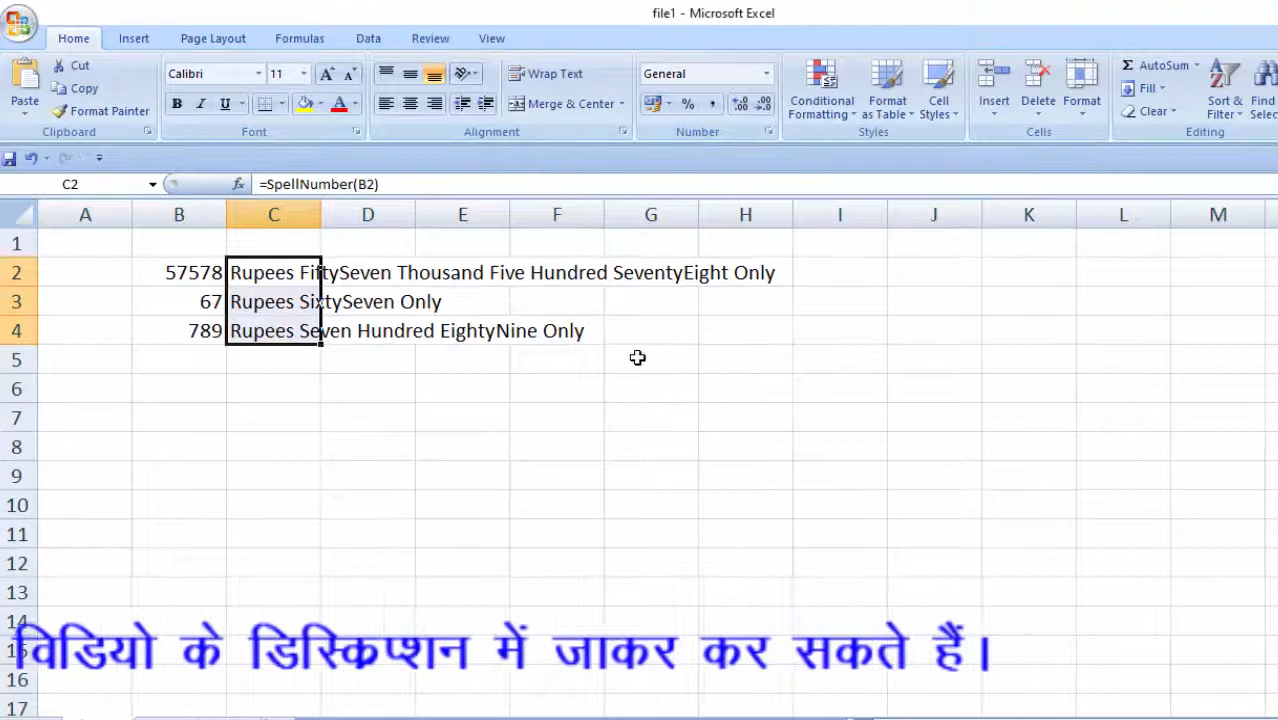 file1 - Microsoft Excel
Home Insert Page Layout Formulas Data Review View
Paste
Cut
Copy
Format Painter
Clipboard
Calibri 11
B I U
Font
Wrap Text
Merge & Center
Alignment
General
% ,
Number
Conditional Formatting
Format as Table
Cell Styles
Styles
Insert
Delete
Format
Cells
Σ AutoSum
Fill
Clear
Sort & Filter
Find
Selec
Editing
C2 fx =SpellNumber(B2)
A B C D E F G H I J K L M
1
2 57578 Rupees FiftySeven Thousand Five Hundred SeventyEight Only
3 67 Rupees SixtySeven Only
4 789 Rupees Seven Hundred EightyNine Only
5
6
7
8
9
10
11
12
13
14
विडियो के डिस्क्रिप्शन में जाकर कर सकते हैं।
16
17